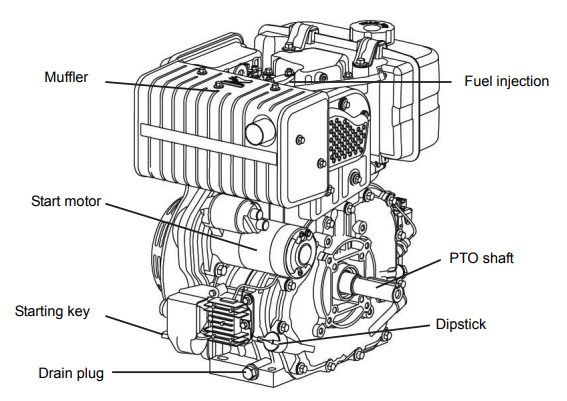 Muffler
Fuel injection
Start motor
PTO shaft
Starting key
Dipstick
Drain plug